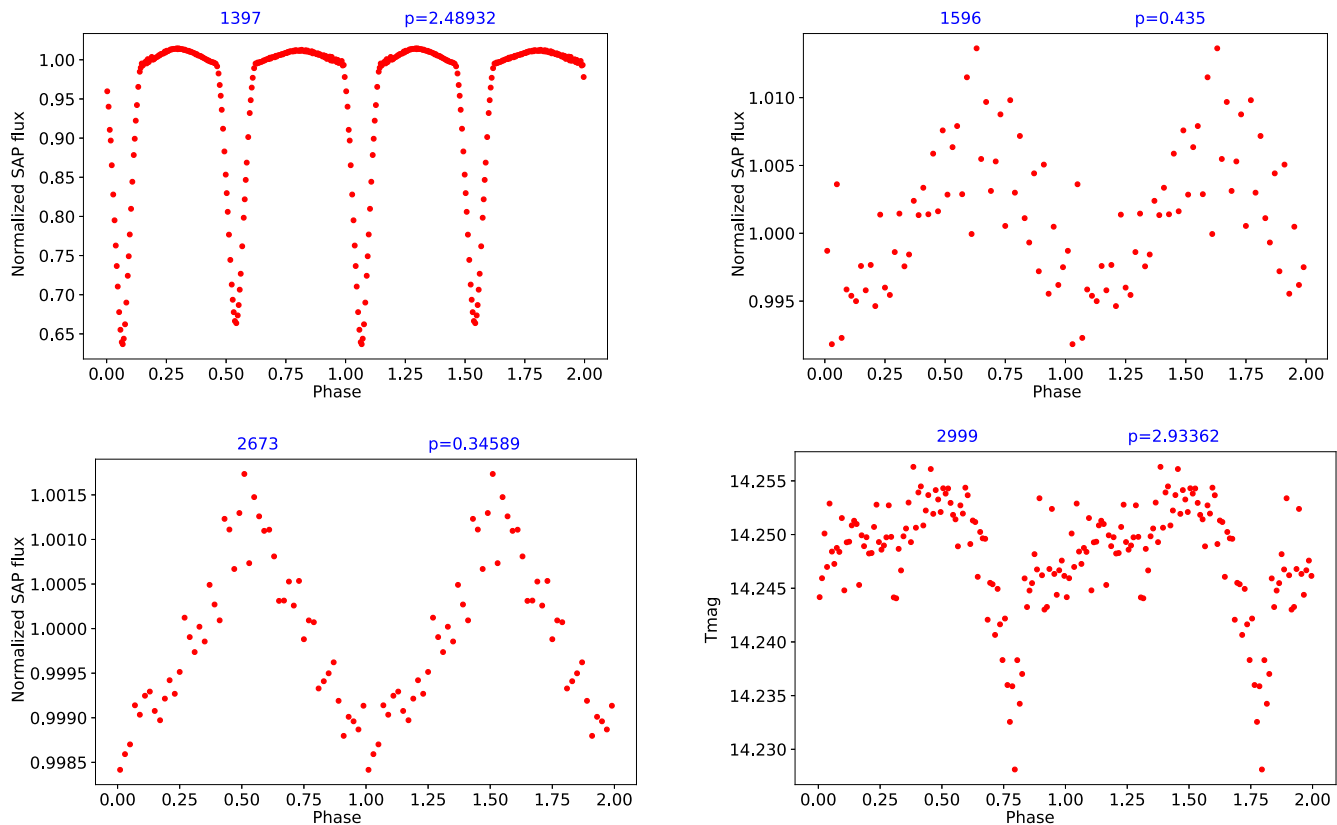 1397 p=2.48932
1.00
0.95
0.90
0.85
0.80
0.75
0.70
0.65
Normalized SAP flux
0.00 0.25 0.50 0.75 1.00 1.25 1.50 1.75 2.00
Phase
1596 p=0.435
1.010
1.005
1.000
0.995
Normalized SAP flux
0.00 0.25 0.50 0.75 1.00 1.25 1.50 1.75 2.00
Phase
2673 p=0.34589
1.0015
1.0010
1.0005
1.0000
0.9995
0.9990
0.9985
Normalized SAP flux
0.00 0.25 0.50 0.75 1.00 1.25 1.50 1.75 2.00
Phase
2999 p=2.93362
14.255
14.250
14.245
14.240
14.235
14.230
Tmag
0.00 0.25 0.50 0.75 1.00 1.25 1.50 1.75 2.00
Phase